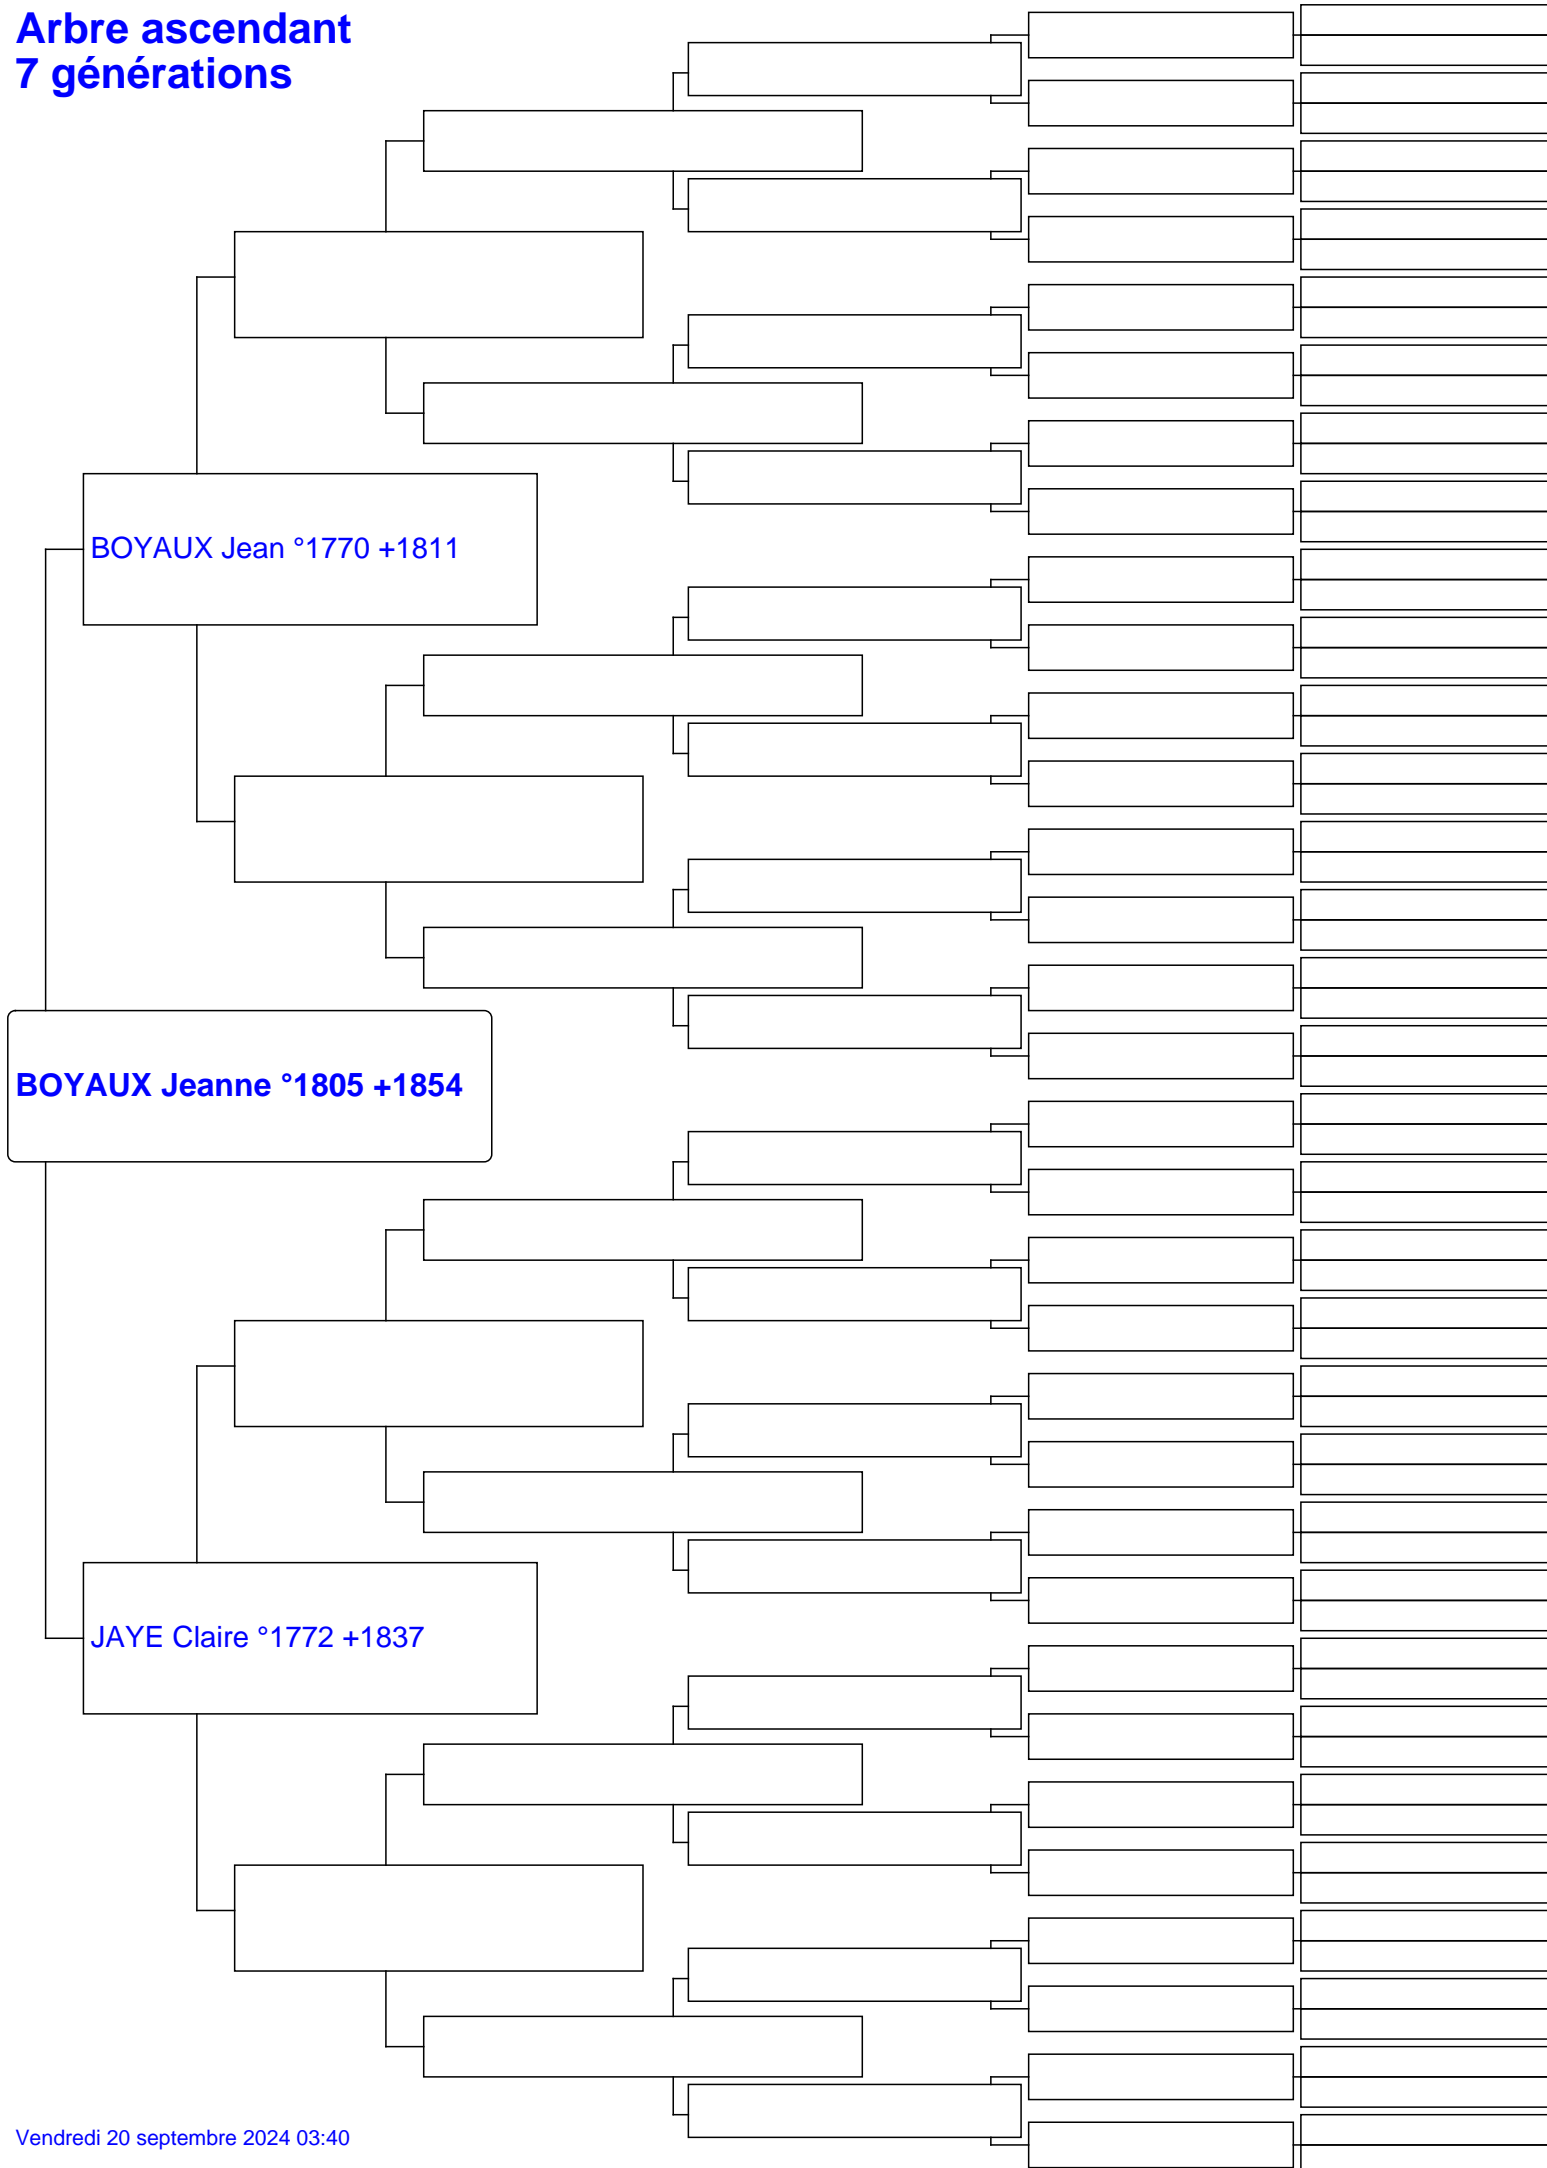 Arbre ascendant
7 générations
BOYAUX Jean °1770 +1811
BOYAUX Jeanne °1805 +1854
JAYE Claire °1772 +1837
Vendredi 20 septembre 2024 03:40